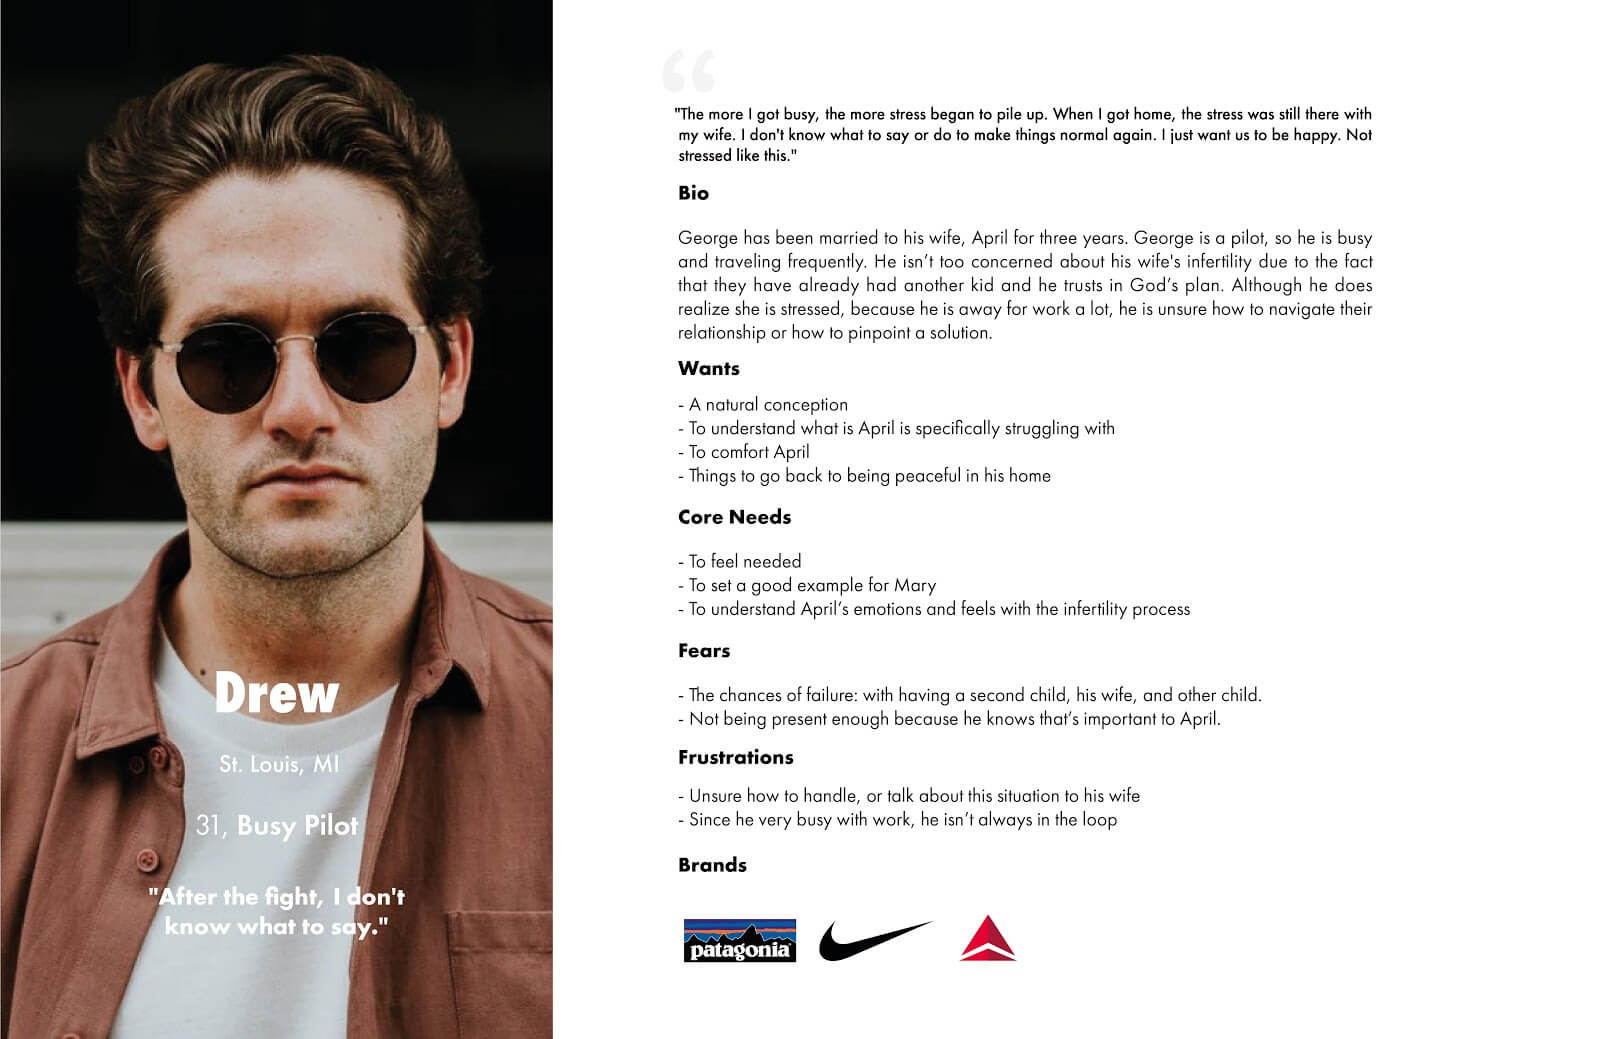 Drew
St. Louis, MI
31, Busy Pilot
"After the fight, I don't
know what to say."
“
"The more I got busy, the more stress began to pile up. When I got home, the stress was still there with
my wife. I don't know what to say or do to make things normal again. I just want us to be happy. Not
stressed like this."
Bio
George has been married to his wife, April for three years. George is a pilot, so he is busy
and traveling frequently. He isn’t too concerned about his wife's infertility due to the fact
that they have already had another kid and he trusts in God’s plan. Although he does
realize she is stressed, because he is away for work a lot, he is unsure how to navigate their
relationship or how to pinpoint a solution.
Wants
- A natural conception
- To understand what is April is specifically struggling with
- To comfort April
- Things to go back to being peaceful in his home
Core Needs
- To feel needed
- To set a good example for Mary
- To understand April’s emotions and feels with the infertility process
Fears
- The chances of failure: with having a second child, his wife, and other child.
- Not being present enough because he knows that’s important to April.
Frustrations
- Unsure how to handle, or talk about this situation to his wife
- Since he very busy with work, he isn’t always in the loop
Brands
patagonia